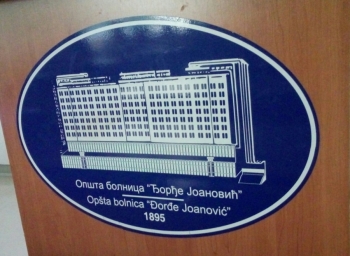 Општа болница "Ђорђе Јоановић"
Opšta bolnica "Đorđe Joanović"
1895